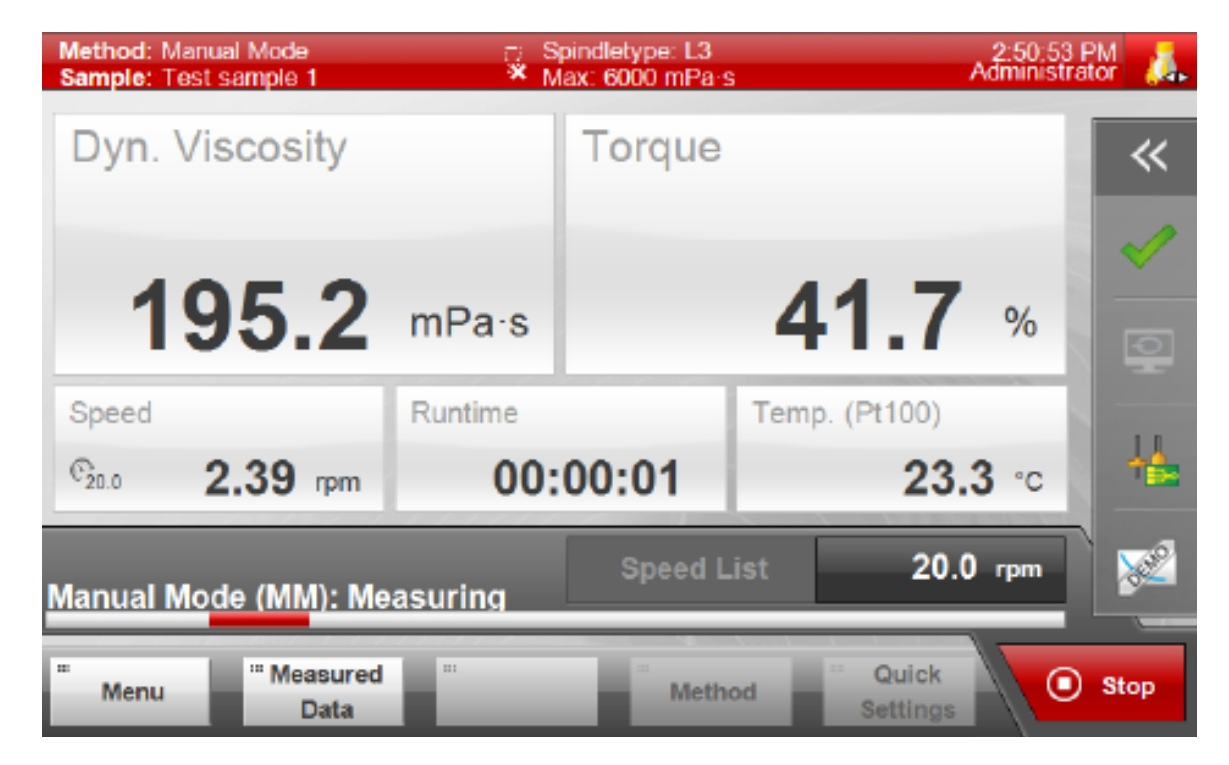 Method: Manual Mode
Sample: Test sample 1
Spindletype: L3
Max: 6000 mPa·s
2:50:53 PM
Administrator
Dyn. Viscosity
195.2 mPa·s
Torque
41.7 %
Speed
20.0 2.39 rpm
Runtime
00:00:01
Temp. (Pt100)
23.3 °C
DEMO
Speed List 20.0 rpm
Manual Mode (MM): Measuring
Menu
Measured
Data
Method
Quick
Settings
Stop